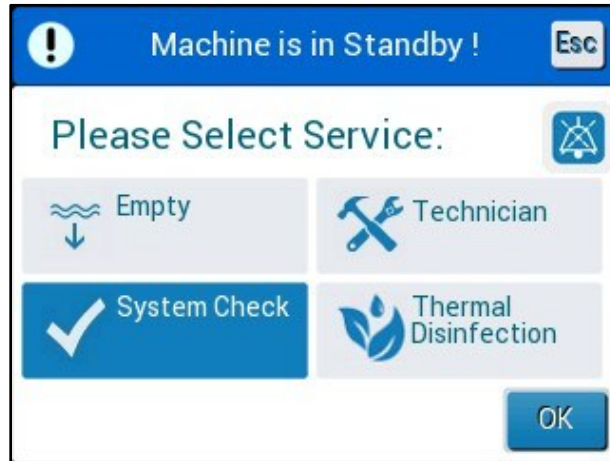 Machine is in Standby !
Esc
Please Select Service:
Empty
Technician
System Check
Thermal
Disinfection
OK